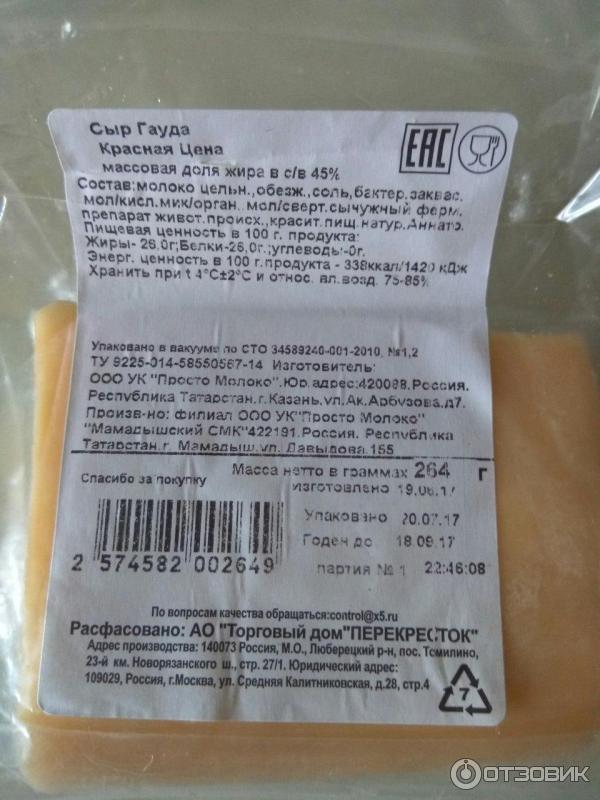 Сыр Гауда
Красная Цена
массовая доля жира в с/в 45%
EAC
Состав:молоко цельн.,обезж.,соль,бактер.заквас.
мол/кисл.мик/орган. мол/сверт.сычужный ферм.
препарат живот.происх.,красит.пищ.натур.Аннато.
Пищевая ценность в 100 г. продукта:
Жиры- 26,0г;Белки-26,0г.;углеводы:-0г.
Энерг. ценность в 100 г.продукта - 338ккал/1420 кДж
Хранить при t 4°C±2°C и относ. вл.возд. 75-85%
Упаковано в вакууме по СТО 34589240-001-2010, №1,2
ТУ 9225-014-58550567-14 Изготовитель:
ООО УК "Просто Молоко".Юр.адрес:420088.Россия.
Республика Татарстан.г.Казань.ул.Ак.Арбузова.д7.
Произв-но: филиал ООО УК"Просто Молоко"
"Мамадышский СМК"422191.Россия. Республика
Татарстан.г. Мамадыш.ул. Давыдова.155
Масса нетто в граммах 264 г
Спасибо за покупку
изготовлено 19.06.17
Упаковано 20.07.17
Годен до 18.09.17
партия № 1 22:46:08
2 574582 002649
По вопросам качества обращаться:control@x5.ru
Расфасовано: АО "Торговый дом"ПЕРЕКРЕСТОК"
Адрес производства: 140073 Россия, М.О., Люберецкий р-н, пос. Томилино,
23-й км. Новорязанского ш., стр. 27/1. Юридический адрес:
109029, Россия, г.Москва, ул. Средняя Калитниковская, д.28, стр.4
7
ОТЗОВИК